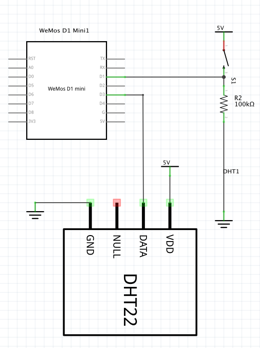 WeMos D1 Mini1
5V
RST
TX
A0
RX
D0
D1
S1
D5
WeMos D1 mini
D2
D6
D3
R2
D7
D4
100kΩ
D8
3V3
5V
DHT1
5V
GND
NULL
DATA
VDD
DHT22